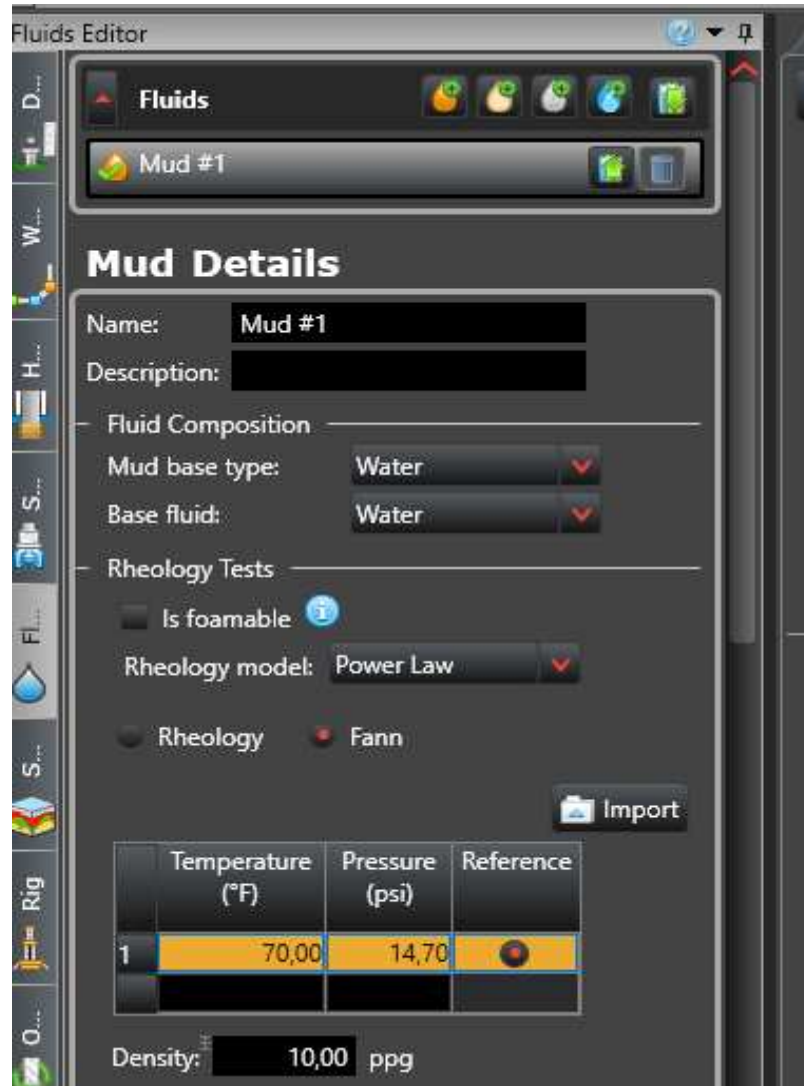 Fluids Editor
D...
Fluids
Mud #1
W...
Mud Details
Name: Mud #1
H...
Description:
Fluid Composition
Mud base type: Water
S...
Base fluid: Water
Rheology Tests
Fl...
Is foamable
Rheology model: Power Law
Rheology Fann
S...
Import
Temperature (°F) Pressure (psi) Reference
Rig
1 70,00 14,70
O...
Density: 10,00 ppg